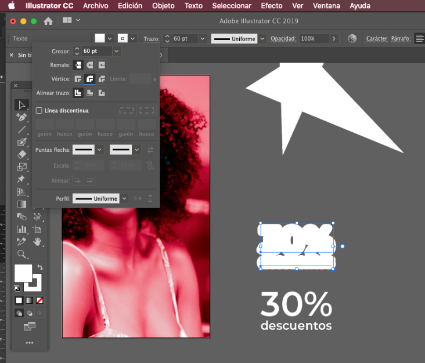 Illustrator CC Archivo Edición Objeto Texto Seleccionar Efecto Ver Ventana Ayuda
Adobe Illustrator CC 2019
Texto Trazo: 60 pt Uniforme Opacidad: 100% Carácter Párrafo:
Sin tí
Grosor: 60 pt
Remate:
Vértice: Límite:
Alinear trazo:
Línea discontinua
guión hueco guión hueco guión hueco
Puntas flecha:
Escala:
Alinear:
Perfil: Uniforme
30%
descuentos